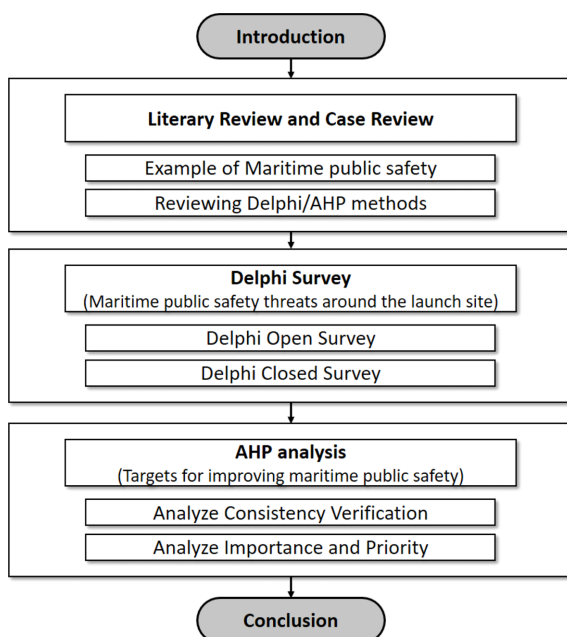 Introduction
Literary Review and Case Review
Example of Maritime public safety
Reviewing Delphi/AHP methods
Delphi Survey
(Maritime public safety threats around the launch site)
Delphi Open Survey
Delphi Closed Survey
AHP analysis
(Targets for improving maritime public safety)
Analyze Consistency Verification
Analyze Importance and Priority
Conclusion